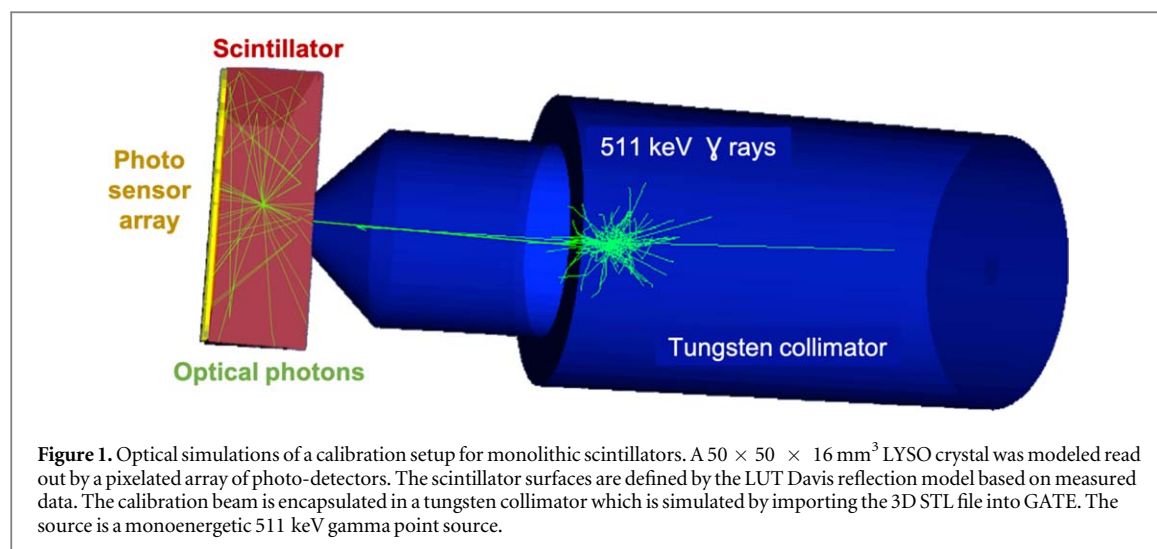 Scintillator
Photo
sensor
array
511 keV Ɣ rays
Tungsten collimator
Optical photons
Figure 1. Optical simulations of a calibration setup for monolithic scintillators. A 50 × 50 × 16 mm³ LYSO crystal was modeled read
out by a pixelated array of photo-detectors. The scintillator surfaces are defined by the LUT Davis reflection model based on measured
data. The calibration beam is encapsulated in a tungsten collimator which is simulated by importing the 3D STL file into GATE. The
source is a monoenergetic 511 keV gamma point source.